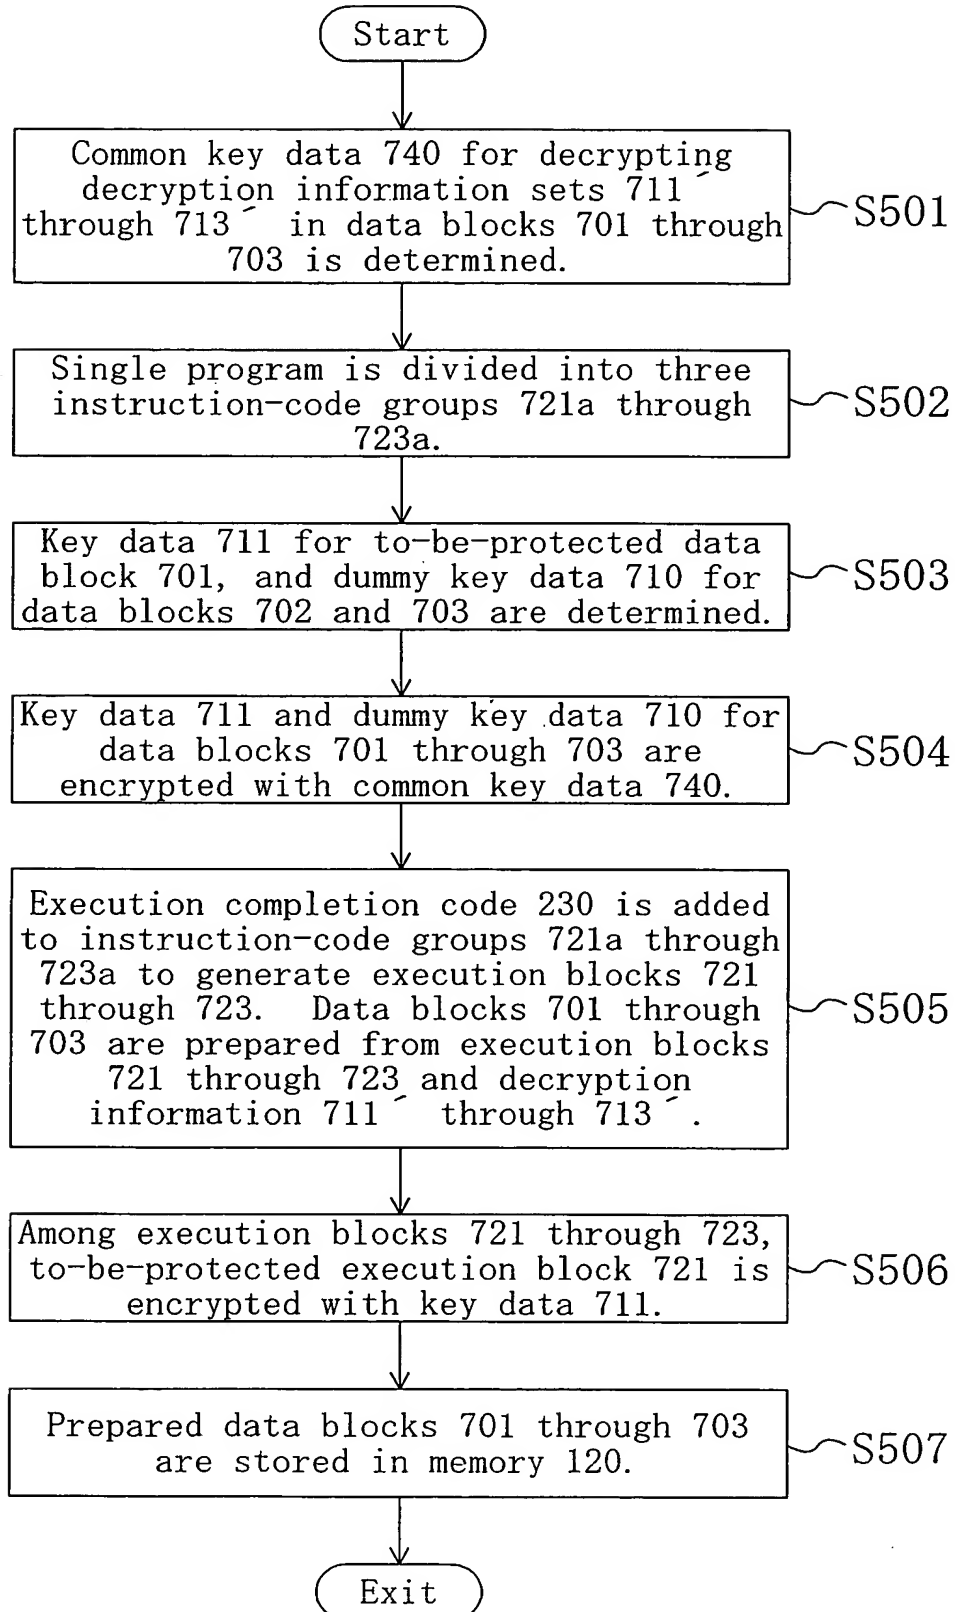 Start
Common key data 740 for decrypting
decryption information sets 711´
through 713´ in data blocks 701 through
703 is determined.
S501
Single program is divided into three
instruction-code groups 721a through
723a.
S502
Key data 711 for to-be-protected data
block 701, and dummy key data 710 for
data blocks 702 and 703 are determined.
S503
Key data 711 and dummy key data 710 for
data blocks 701 through 703 are
encrypted with common key data 740.
S504
Execution completion code 230 is added
to instruction-code groups 721a through
723a to generate execution blocks 721
through 723. Data blocks 701 through
703 are prepared from execution blocks
721 through 723 and decryption
information 711´ through 713´.
S505
Among execution blocks 721 through 723,
to-be-protected execution block 721 is
encrypted with key data 711.
S506
Prepared data blocks 701 through 703
are stored in memory 120.
S507
Exit